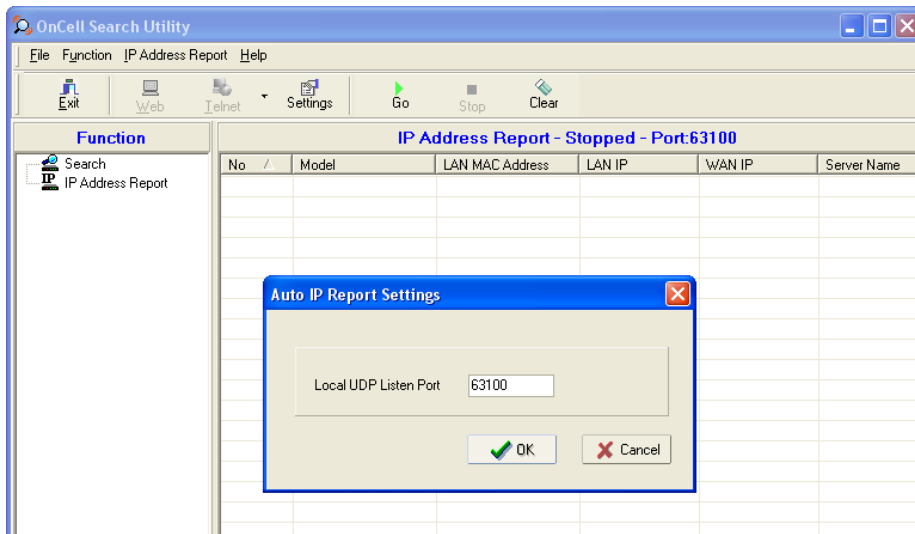 OnCell Search Utility
File Function IP Address Report Help
Exit Web Telnet Settings Go Stop Clear
Function
IP Address Report - Stopped - Port:63100
Search
IP IP Address Report
No Model LAN MAC Address LAN IP WAN IP Server Name
Auto IP Report Settings
Local UDP Listen Port 63100
OK Cancel